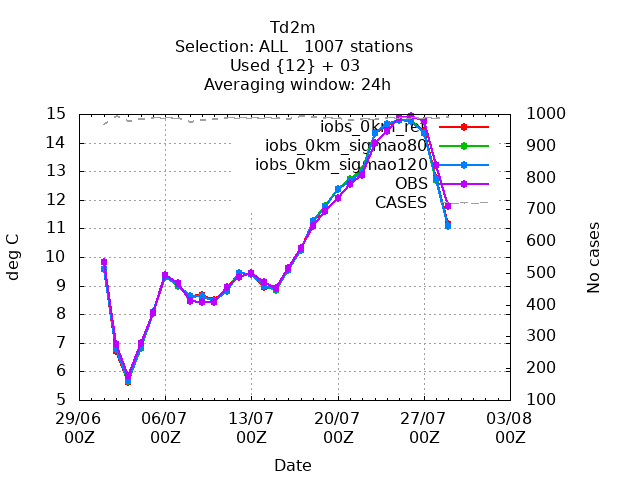 Td2m
Selection: ALL   1007 stations
Used {12} + 03
Averaging window: 24h
15
14
13
12
11
10
9
8
7
6
5
deg C
1000
900
800
700
600
500
400
300
200
100
No cases
iobs_0km_ref
iobs_0km_sigmao80
iobs_0km_sigmao120
OBS
CASES
29/06
00Z
06/07
00Z
13/07
00Z
20/07
00Z
27/07
00Z
03/08
00Z
Date